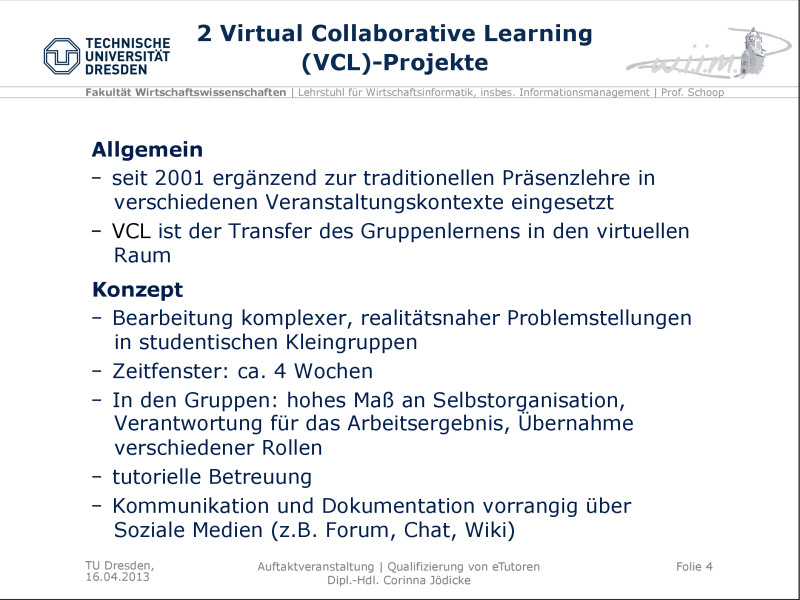 2 Virtual Collaborative Learning
(VCL)-Projekte
TECHNISCHE
UNIVERSITÄT
DRESDEN
wiim.
Fakultät Wirtschaftswissenschaften | Lehrstuhl für Wirtschaftsinformatik, insbes. Informationsmanagement | Prof. Schoop
Allgemein
– seit 2001 ergänzend zur traditionellen Präsenzlehre in
verschiedenen Veranstaltungskontexte eingesetzt
– VCL ist der Transfer des Gruppenlernens in den virtuellen
Raum
Konzept
– Bearbeitung komplexer, realitätsnaher Problemstellungen
in studentischen Kleingruppen
– Zeitfenster: ca. 4 Wochen
– In den Gruppen: hohes Maß an Selbstorganisation,
Verantwortung für das Arbeitsergebnis, Übernahme
verschiedener Rollen
– tutorielle Betreuung
– Kommunikation und Dokumentation vorrangig über
Soziale Medien (z.B. Forum, Chat, Wiki)
TU Dresden,
16.04.2013
Auftaktveranstaltung | Qualifizierung von eTutoren
Dipl.-Hdl. Corinna Jödicke
Folie 4